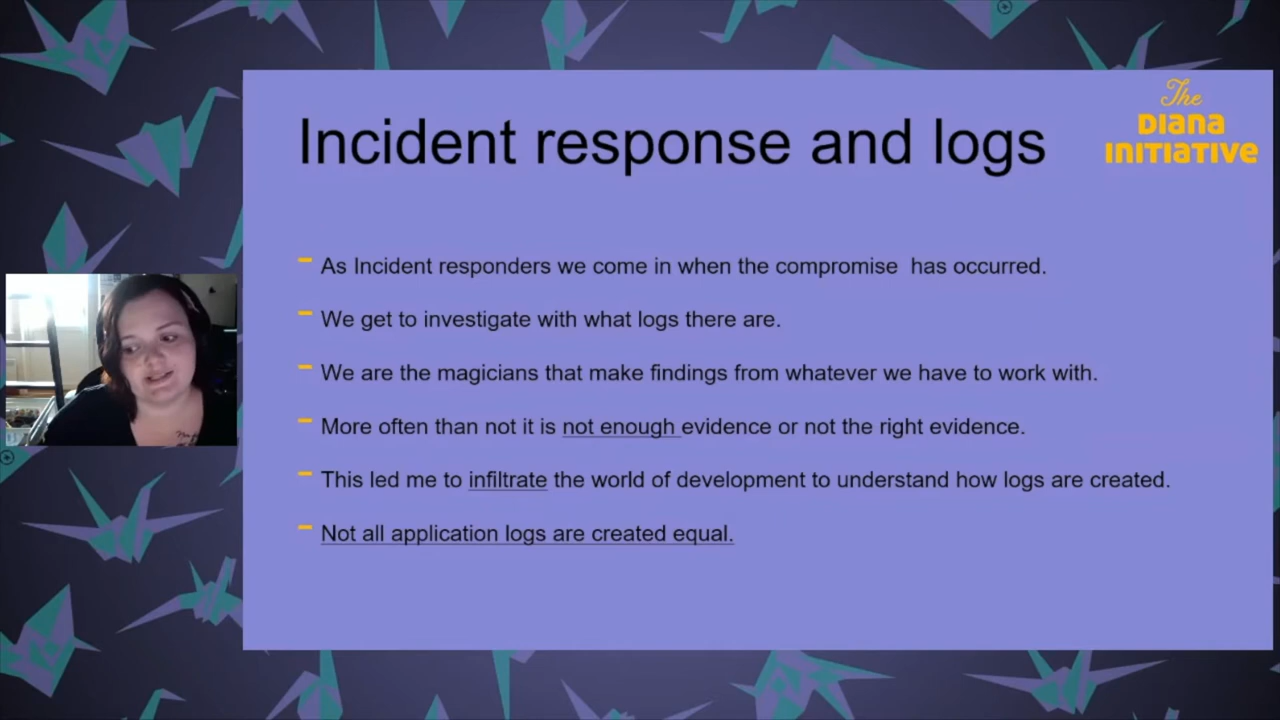 The
DIANA
INITIATIVE
Incident response and logs
As Incident responders we come in when the compromise  has occurred.
We get to investigate with what logs there are.
We are the magicians that make findings from whatever we have to work with.
More often than not it is not enough evidence or not the right evidence.
This led me to infiltrate the world of development to understand how logs are created.
Not all application logs are created equal.